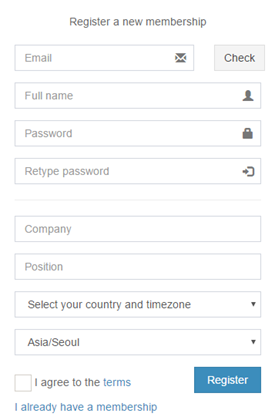 Register a new membership
Email
Check
Full name
Password
Retype password
Company
Position
Select your country and timezone
Asia/Seoul
I agree to the terms
Register
I already have a membership